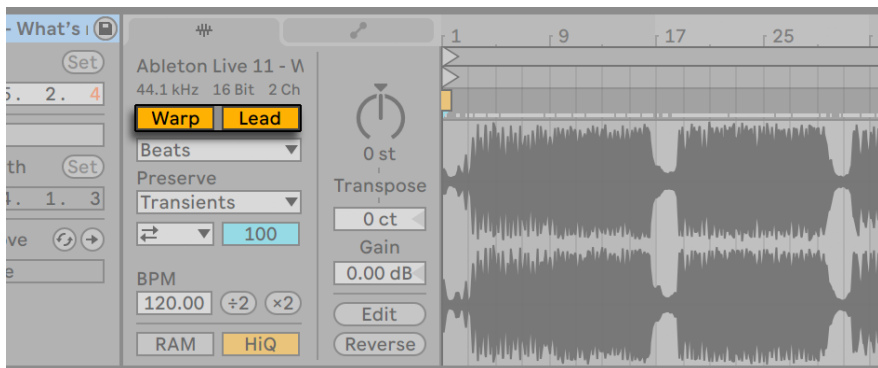 - What's
Set
5. 2. 4
th
Set
4. 1. 3
ve
e
Ableton Live 11 - W
44.1 kHz 16 Bit 2 Ch
Warp Lead
Beats
Preserve
Transients
100
BPM
120.00 ÷2 ×2
RAM HiQ
0 st
Transpose
0 ct
Gain
0.00 dB
Edit
Reverse
1 9 17 25